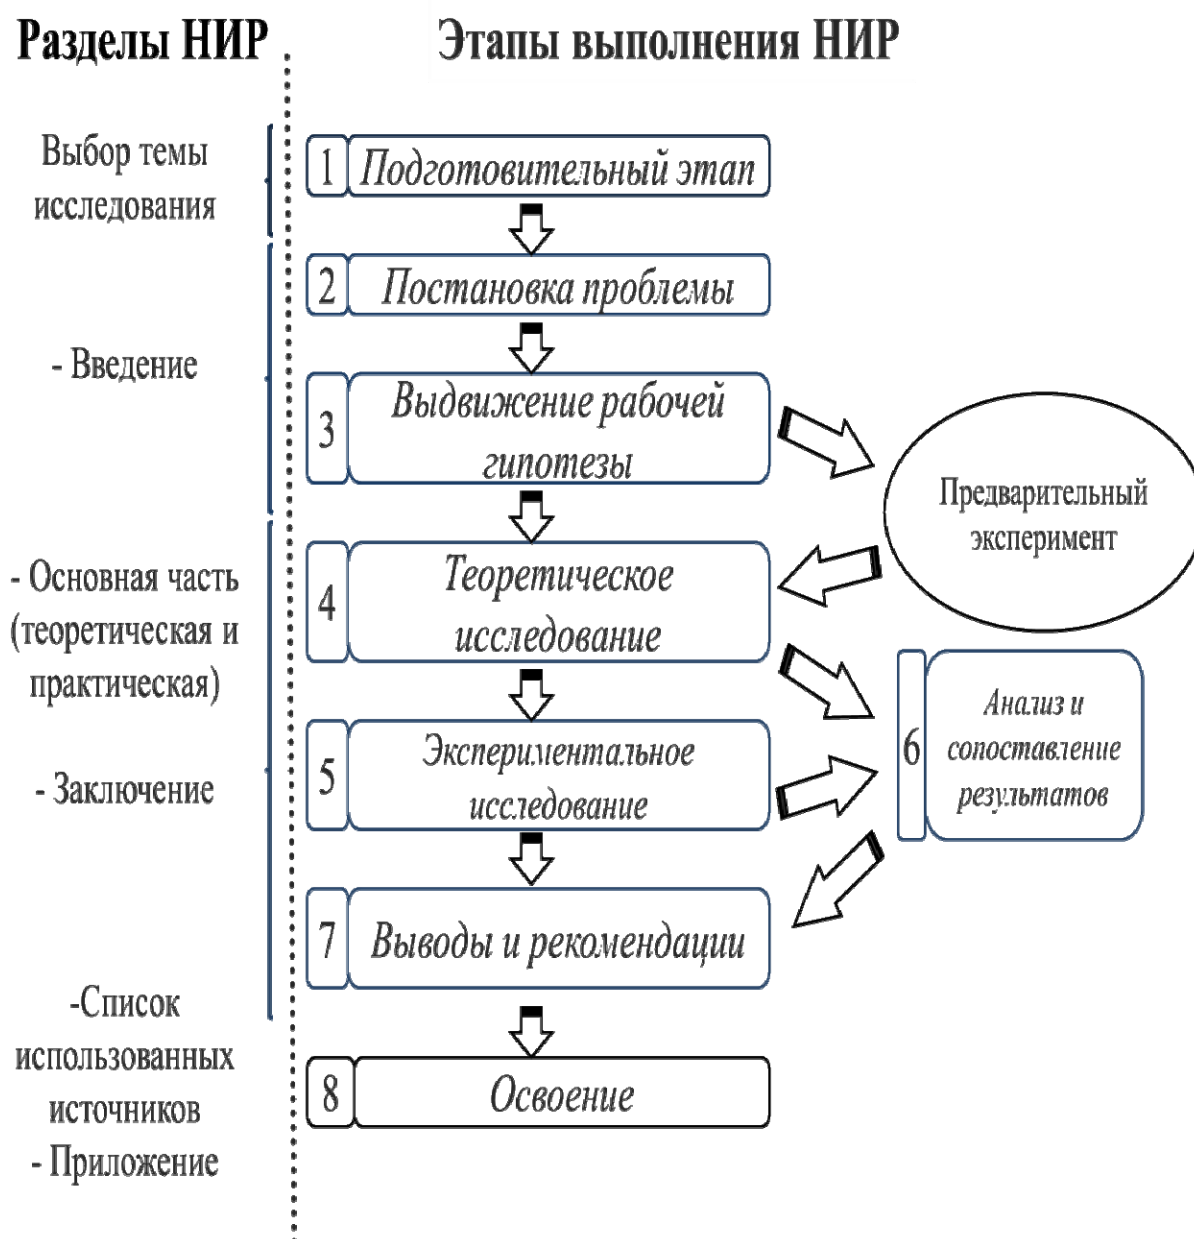 Разделы НИР
Этапы выполнения НИР
Выбор темы
исследования
- Введение
- Основная часть
(теоретическая и
практическая)
- Заключение
-Список
использованных
источников
- Приложение
1 Подготовительный этап
2 Постановка проблемы
3 Выдвижение рабочей
гипотезы
Предварительный
эксперимент
4 Теоретическое
исследование
5 Экспериментальное
исследование
6 Анализ и
сопоставление
результатов
7 Выводы и рекомендации
8 Освоение